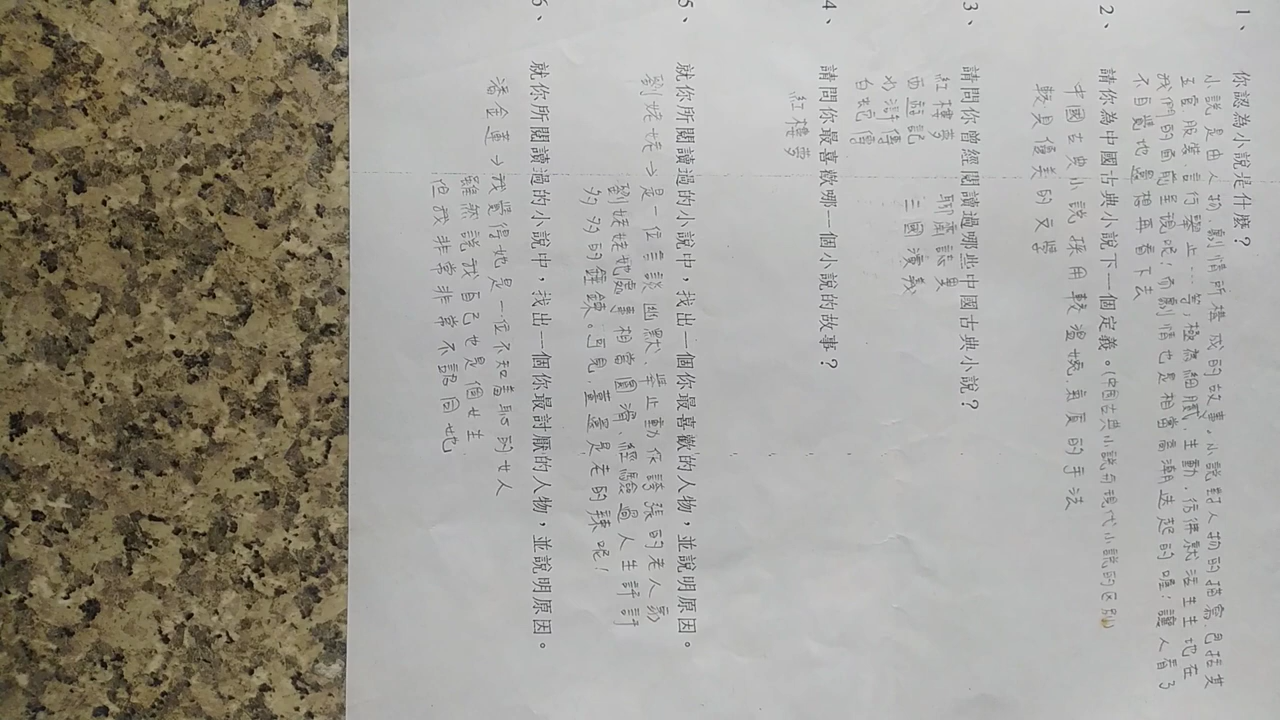 1、 你認為小說是什麼？
小說是由人物、劇情所構成的故事，小說對人物的描寫，包括其
五官服裝言行舉止…等，極為細膩，生動，彷彿就活生生地在
我們的面前呈現呢，而劇情也是相當高潮迭起的喔！讓人看了
不自覺地還想再看下去
2、 請你為中國古典小說下一個定義。(中國古典小說與現代小說的區別)
中國古典小說採用較溫婉、氣質的手法
較具優美的文學
3、 請問你曾經閱讀過哪些中國古典小說？
紅樓夢 聊齋誌異
西遊記 三國演義
水滸傳
白蛇傳
4、 請問你最喜歡哪一個小說的故事？
紅樓夢
5、 就你所閱讀過的小說中，找出一個你最喜歡的人物，並說明原因。
劉姥姥→是一位言談幽默、舉止動作誇張的老人家
劉姥姥她處事相當圓滑，經驗過人生許許
多多的鍾鍊。可見，薑還是老的辣呢！
6、 就你所閱讀過的小說中，找出一個你最討厭的人物，並說明原因。
潘金蓮→我覺得她是一位不知羞恥的女人
雖然說我自己也是個女生
但我非常非常不認同她